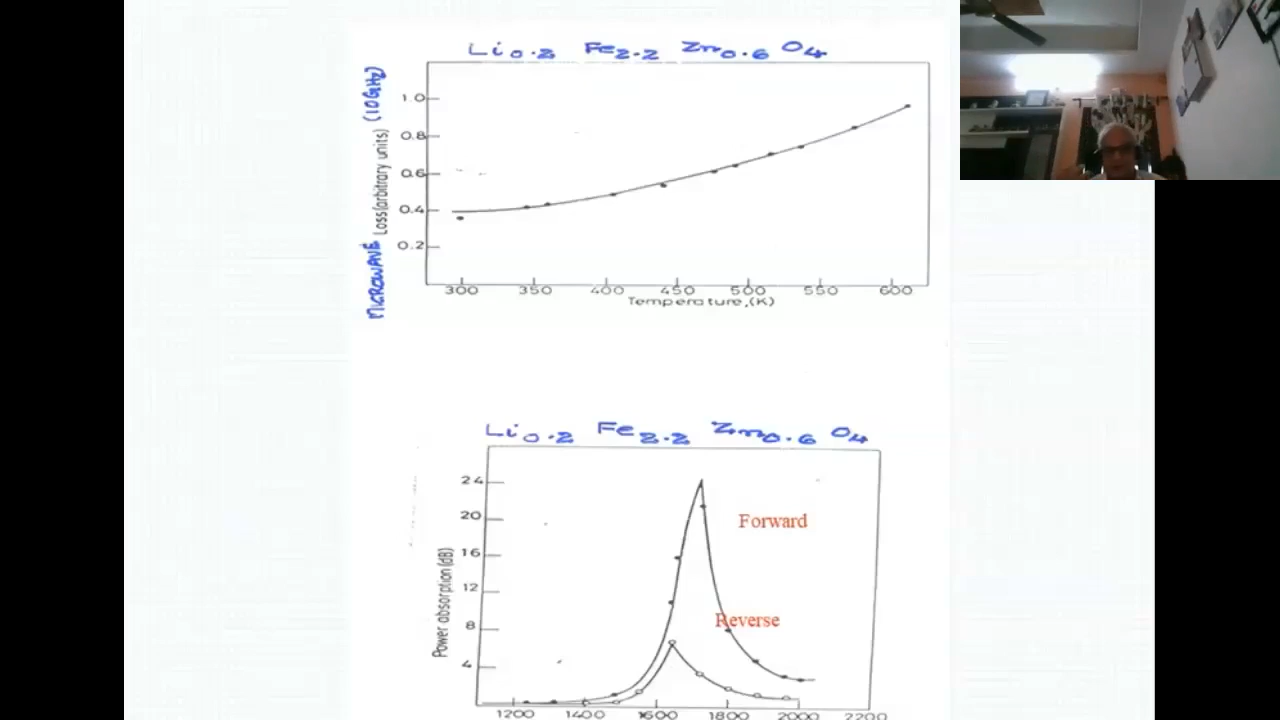 Li0.2 Fe2.2 Zn0.6 O4
MICROWAVE Loss(arbitrary units) (10GHz)
1.0
0.8
0.6
0.4
0.2
300 350 400 450 500 550 600
Temperature,(K)
Li0.2 Fe2.2 Zn0.6 O4
Power absorption(dB)
24
20
16
12
8
4
Forward
Reverse
1200 1400 1600 1800 2000 2200